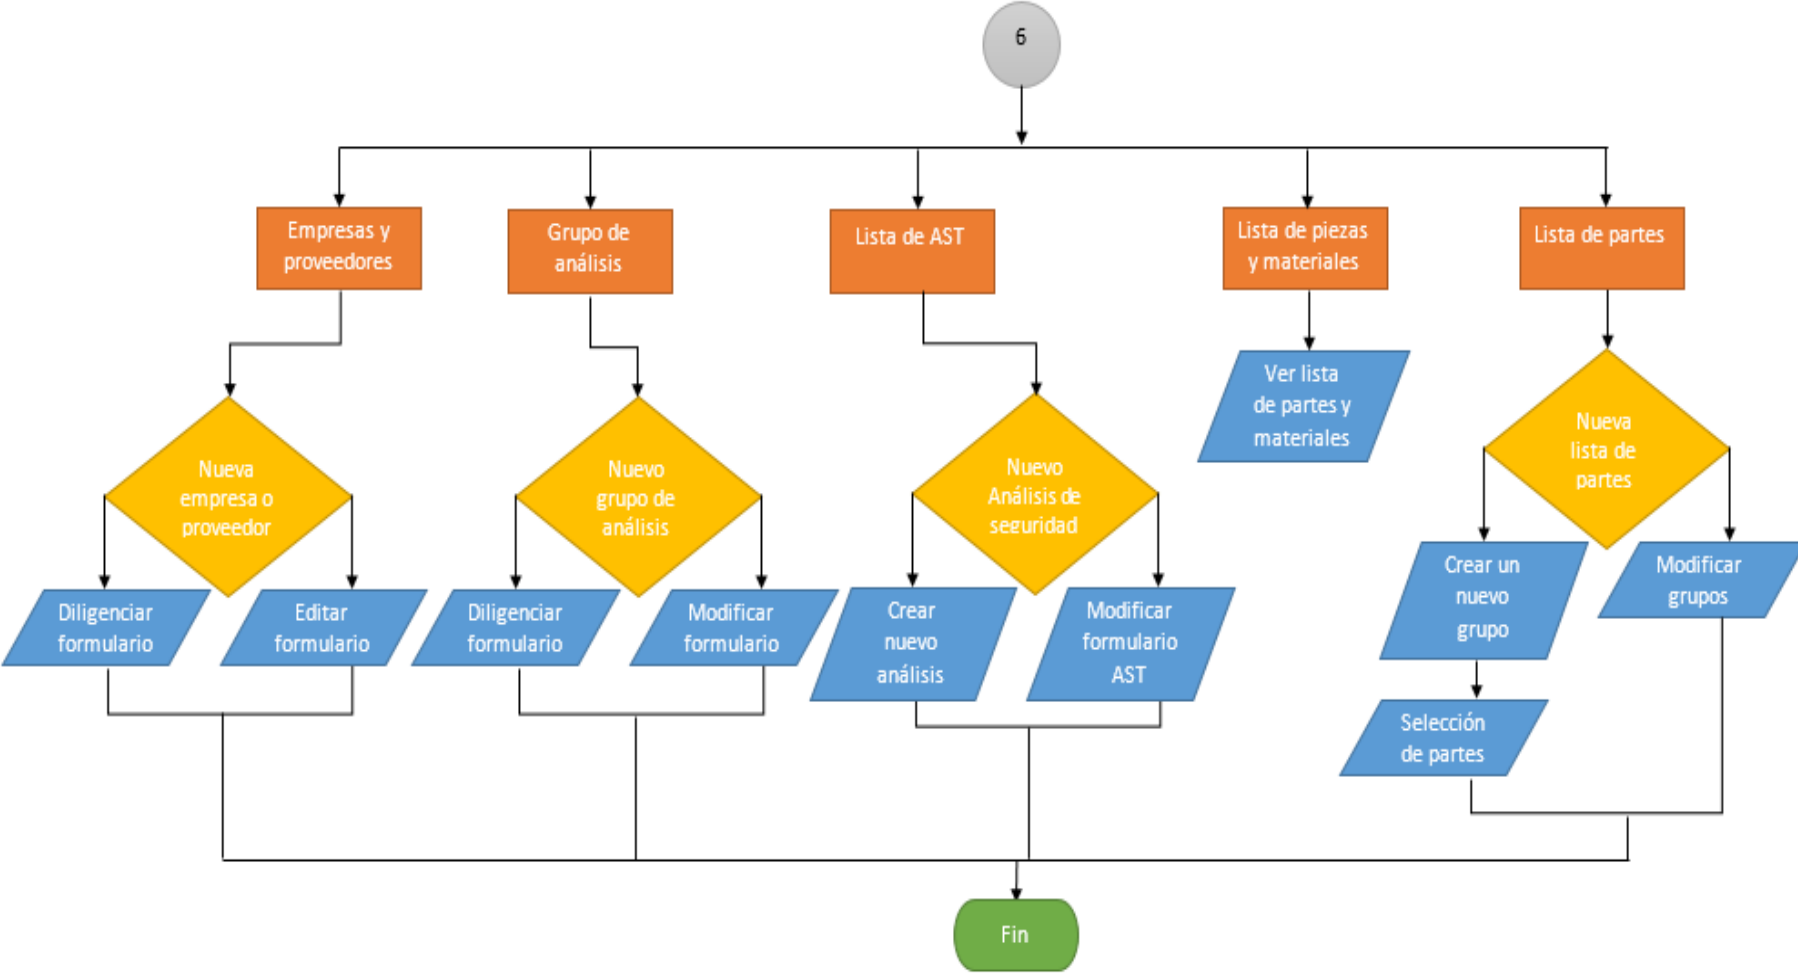 6
Empresas y
proveedores
Grupo de
análisis
Lista de AST
Lista de piezas
y materiales
Lista de partes
Nueva
empresa o
proveedor
Nuevo
grupo de
análisis
Nuevo
Análisis de
seguridad
Ver lista
de partes y
materiales
Nueva
lista de
partes
Diligenciar
formulario
Editar
formulario
Diligenciar
formulario
Modificar
formulario
Crear
nuevo
análisis
Modificar
formulario
AST
Crear un
nuevo
grupo
Modificar
grupos
Selección
de partes
Fin